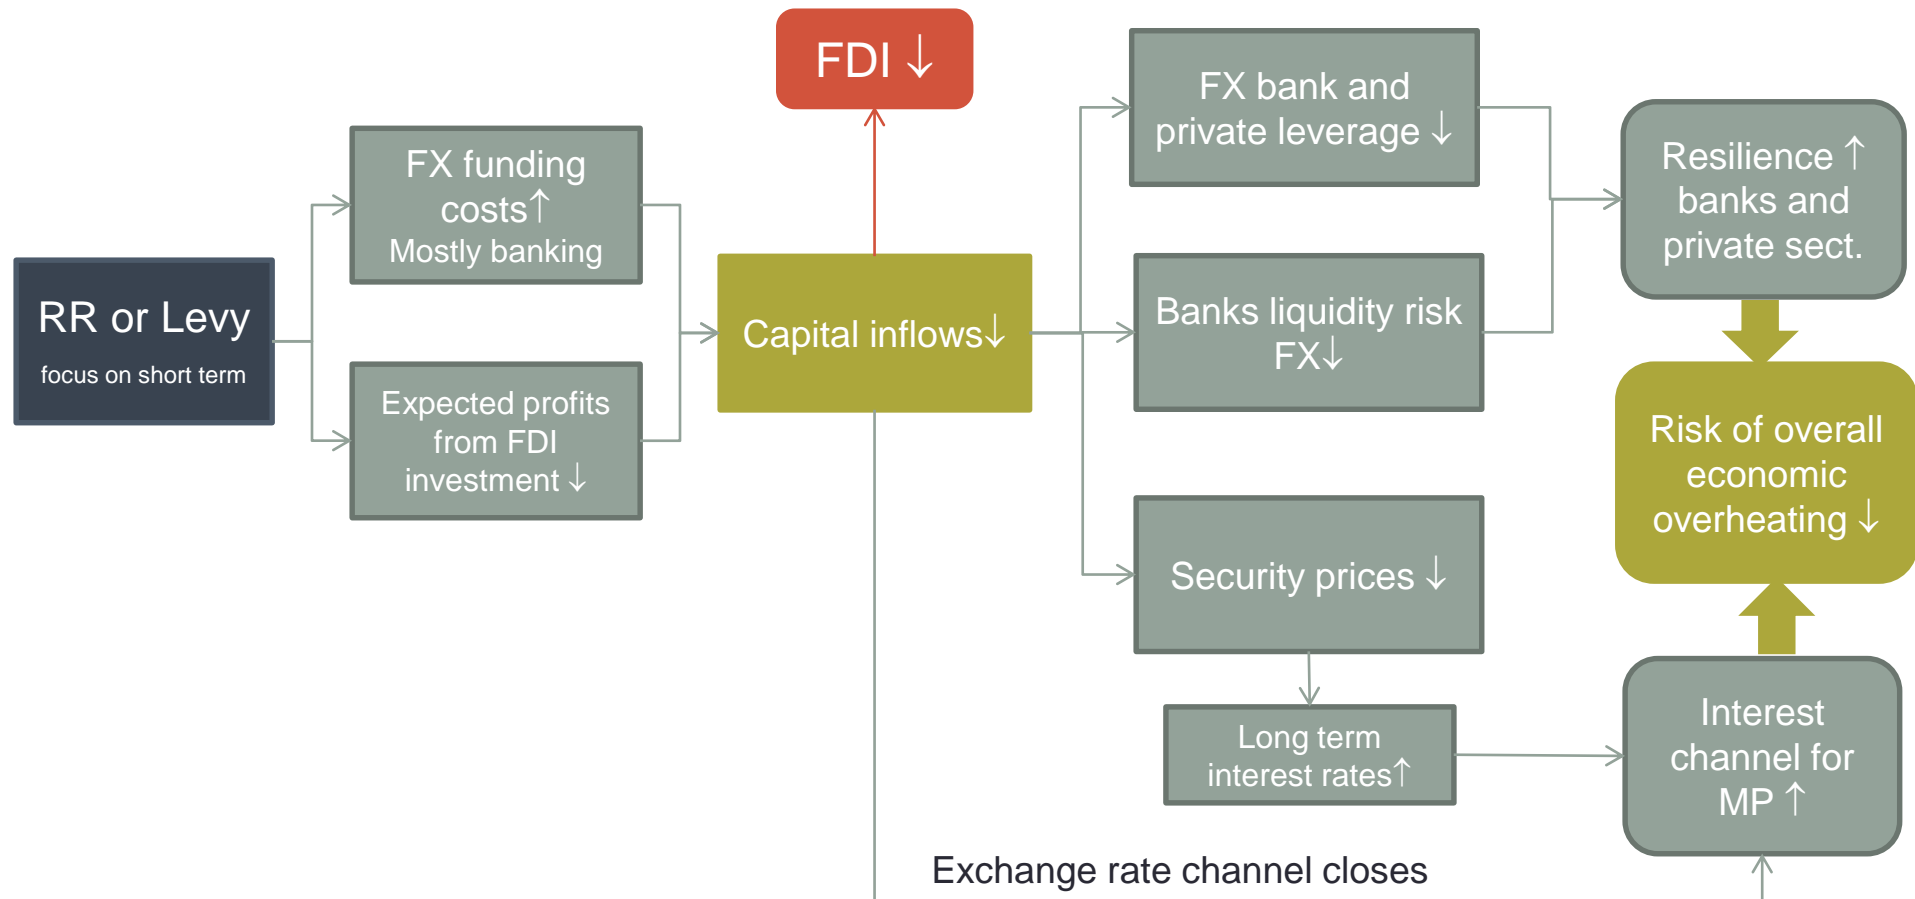 RR or Levy
focus on short term
FX funding
costs↑
Mostly banking
Expected profits
from FDI
investment ↓
FDI ↓
Capital inflows↓
FX bank and
private leverage ↓
Banks liquidity risk
FX↓
Security prices ↓
Long term
interest rates↑
Resilience ↑
banks and
private sect.
Risk of overall
economic
overheating ↓
Interest
channel for
MP ↑
Exchange rate channel closes